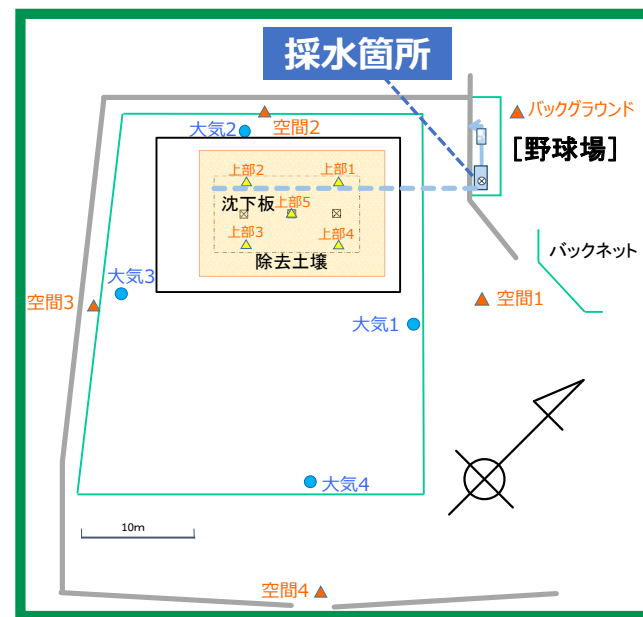 採水箇所
バックグラウンド
[野球場]
大気2
空間2
上部2
上部1
沈下板
上部5
上部3
上部4
除去土壌
バックネット
大気3
空間3
空間1
大気1
大気4
10m
空間4